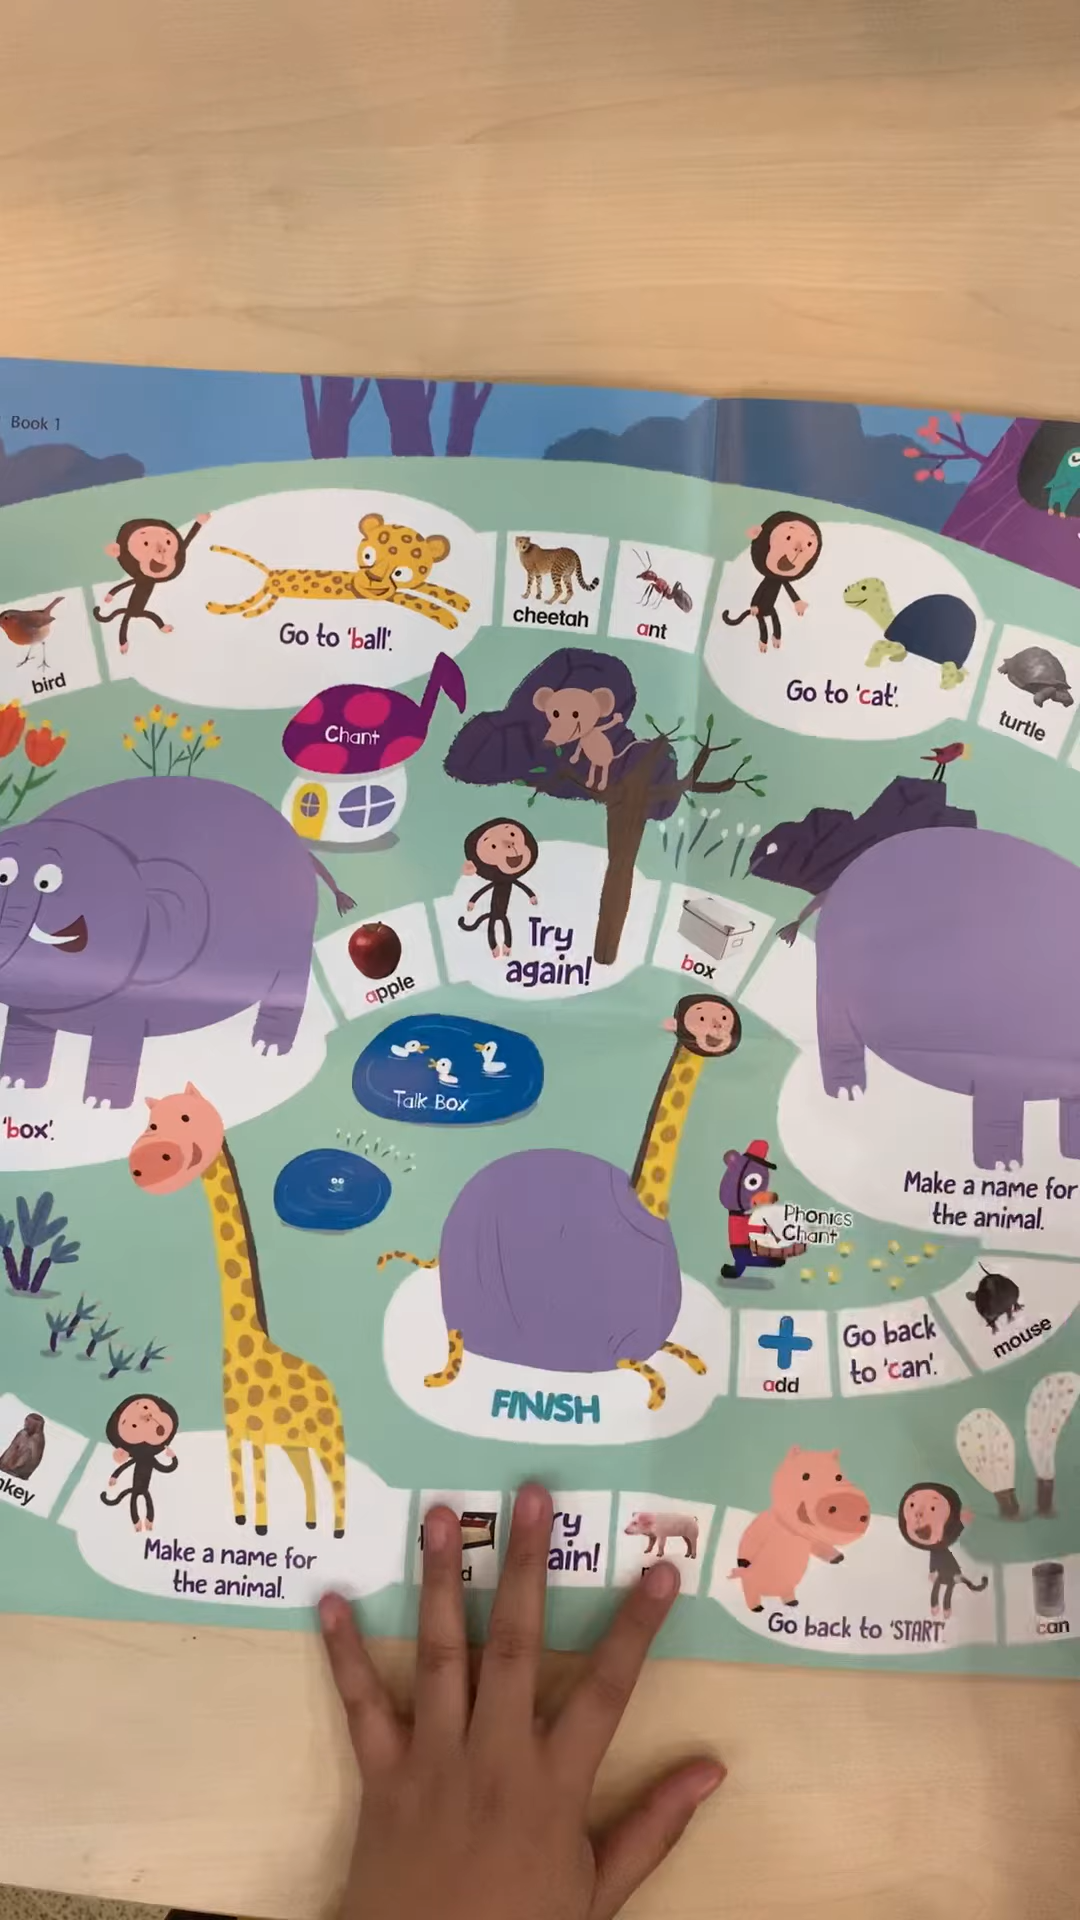 Book 1
Go to 'ball'.
cheetah
ant
Go to 'cat'.
bird
turtle
Chant
Try
again!
box
apple
Talk Box
'box'.
Make a name for
the animal.
Phonics
Chant
add
Go back
to 'can'.
mouse
FINISH
Make a name for
the animal.
Go back to 'START'.
can